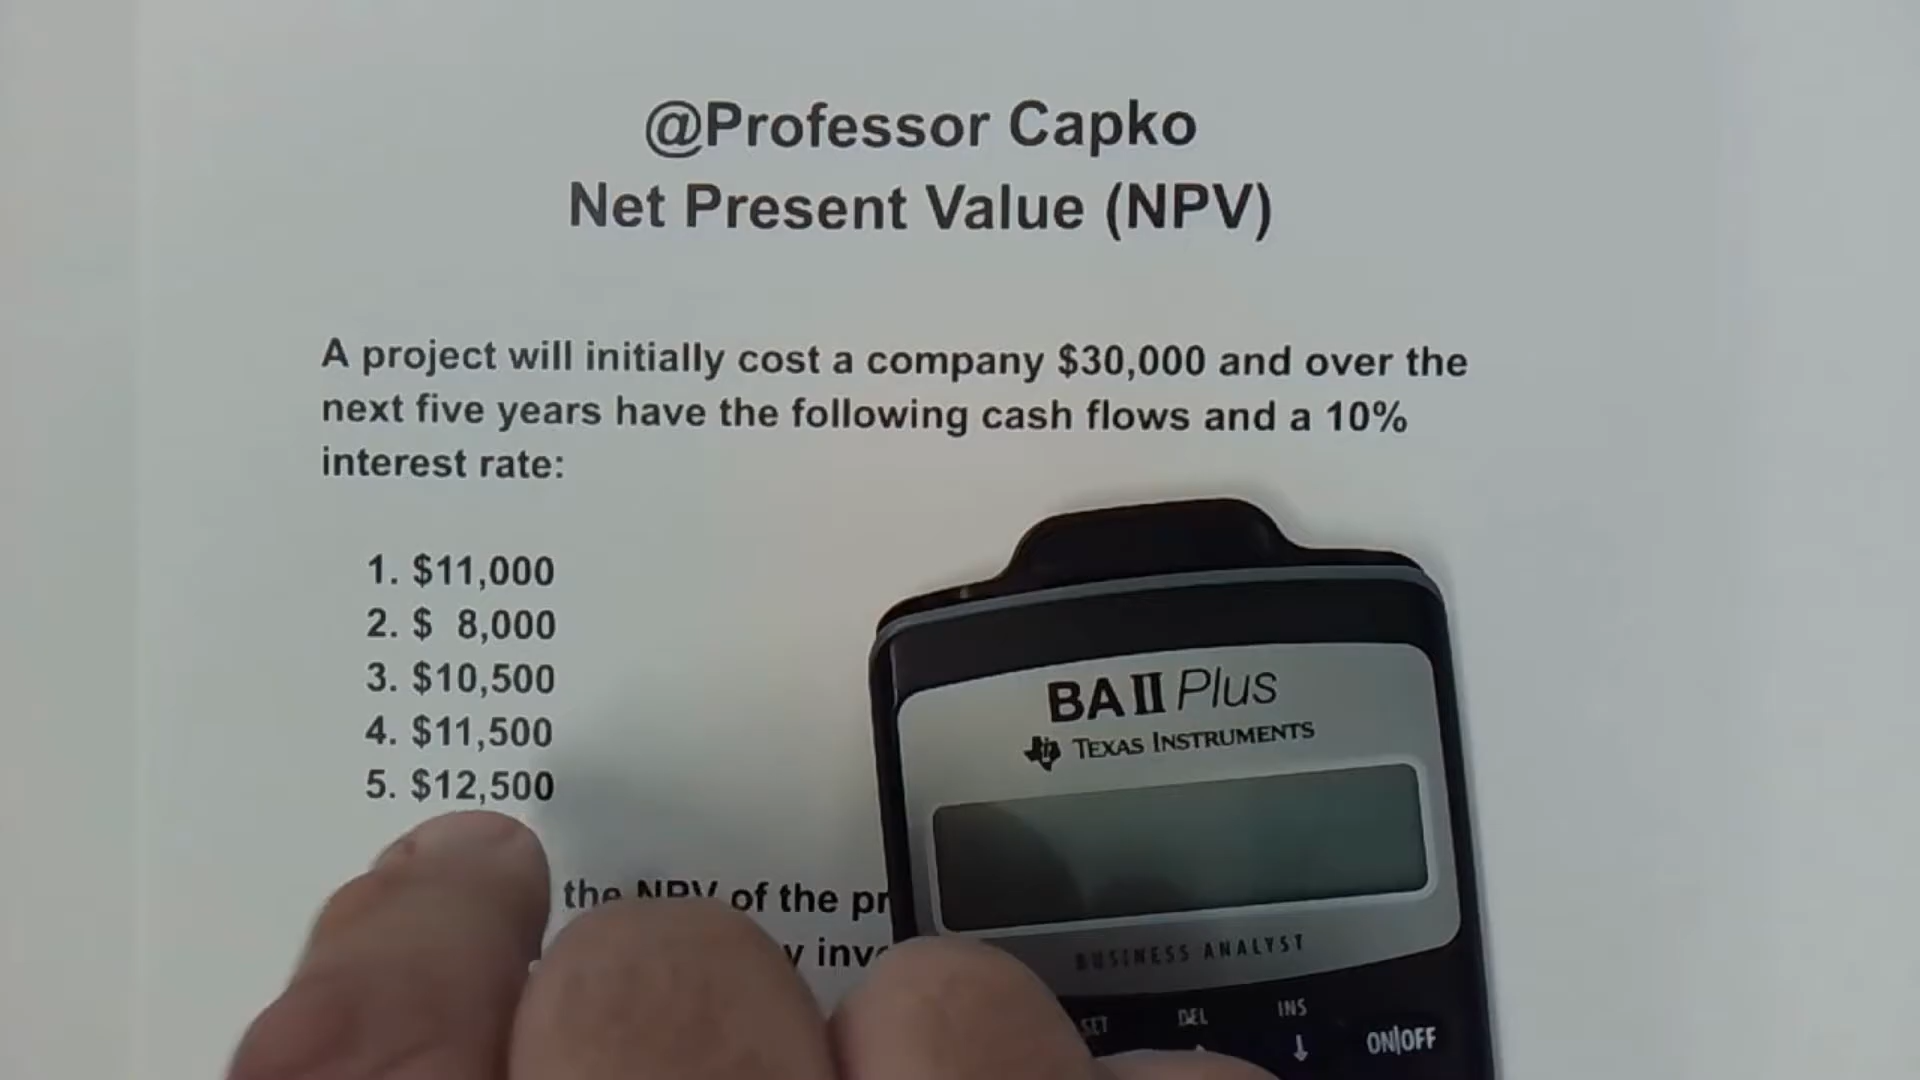 @Professor Capko
Net Present Value (NPV)
A project will initially cost a company $30,000 and over the
next five years have the following cash flows and a 10%
interest rate:
1. $11,000
2. $ 8,000
3. $10,500
4. $11,500
5. $12,500
the NPV of the
BA II Plus
TEXAS INSTRUMENTS
BUSINESS ANALYST
SET DEL INS
ON|OFF